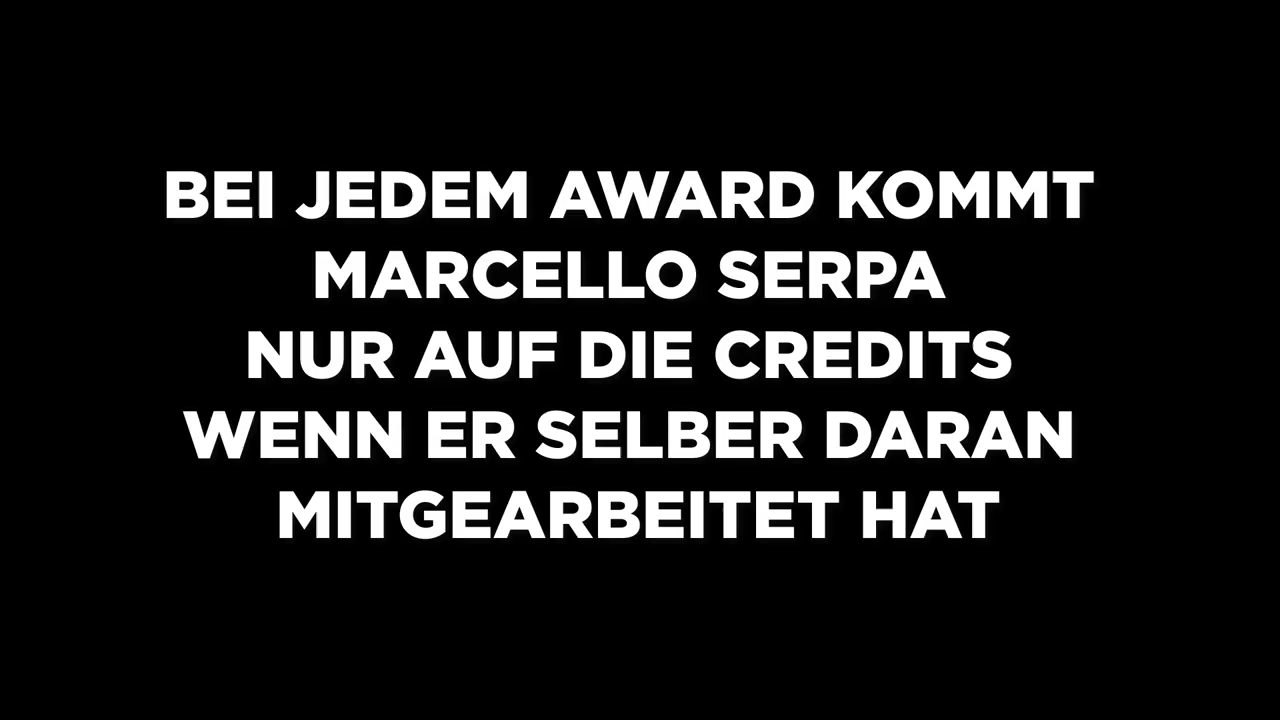 BEI JEDEM AWARD KOMMT
MARCELLO SERPA
NUR AUF DIE CREDITS
WENN ER SELBER DARAN
MITGEARBEITET HAT